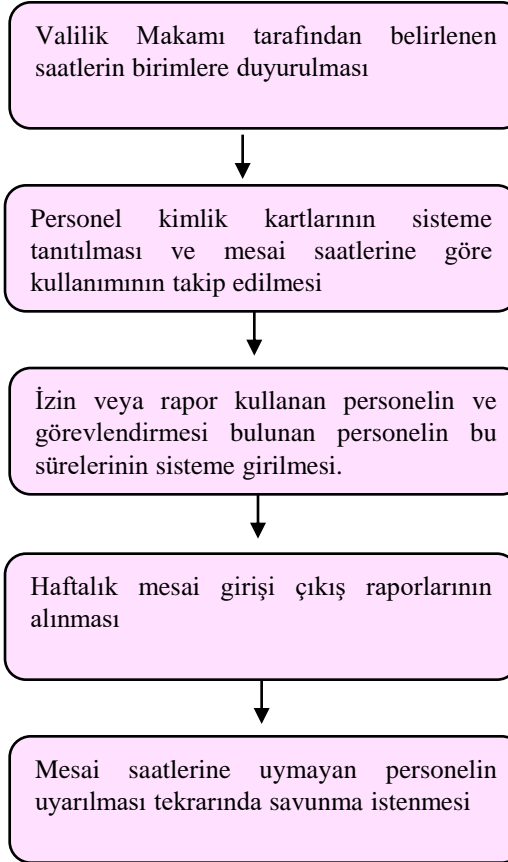 Valilik Makamı tarafından belirlenen
saatlerin birimlere duyurulması
Personel kimlik kartlarının sisteme
tanıtılması ve mesai saatlerine göre
kullanımının takip edilmesi
İzin veya rapor kullanan personelin ve
görevlendirmesi bulunan personelin bu
sürelerinin sisteme girilmesi.
Haftalık mesai girişi çıkış raporlarının
alınması
Mesai saatlerine uymayan personelin
uyarılması tekrarında savunma istenmesi